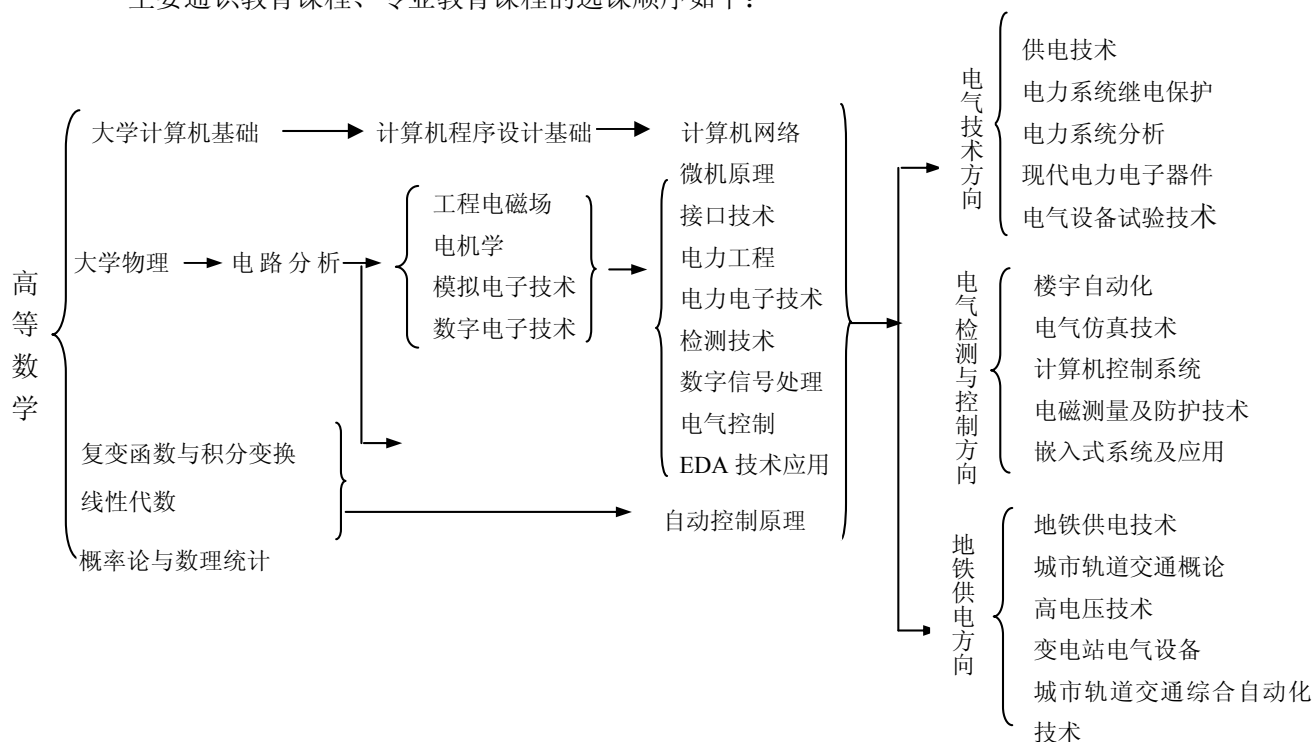 主要通识教育课程、专业教育课程的选课顺序如下：
高等数学
大学计算机基础
计算机程序设计基础
计算机网络
大学物理
电路分析
工程电磁场
电机学
模拟电子技术
数字电子技术
微机原理
接口技术
电力工程
电力电子技术
检测技术
数字信号处理
电气控制
EDA 技术应用
复变函数与积分变换
线性代数
概率论与数理统计
自动控制原理
电气技术方向
供电技术
电力系统继电保护
电力系统分析
现代电力电子器件
电气设备试验技术
电气检测与控制方向
楼宇自动化
电气仿真技术
计算机控制系统
电磁测量及防护技术
嵌入式系统及应用
地铁供电方向
地铁供电技术
城市轨道交通概论
高电压技术
变电站电气设备
城市轨道交通综合自动化
技术